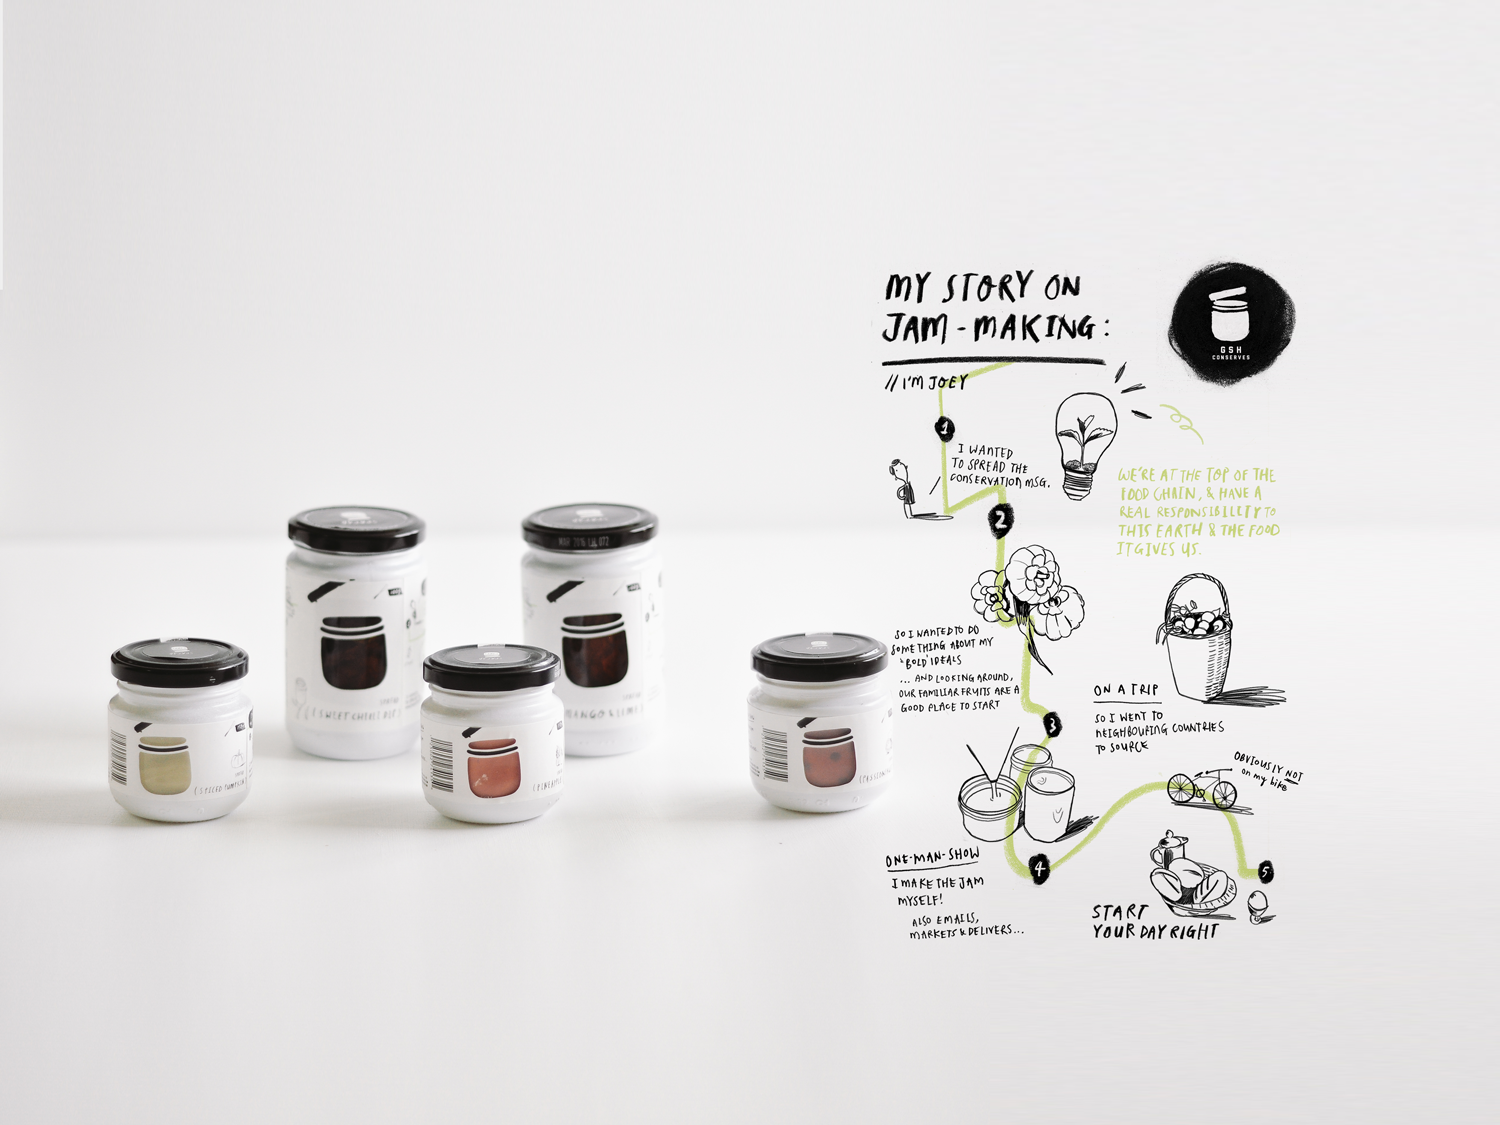 MY STORY ON
JAM-MAKING:
// I'M JOEY
GSH
CONSERVES
1
I WANTED
TO SPREAD THE
CONSERVATION MSG.
WE'RE AT THE TOP OF THE
FOOD CHAIN, & HAVE A
REAL RESPONSIBILITY TO
THIS EARTH & THE FOOD
IT GIVES US.
2
SO I WANTED TO DO
SOMETHING ABOUT MY
'BOLD' IDEALS
... AND LOOKING AROUND,
OUR FAMILIAR FRUITS ARE A
GOOD PLACE TO START
3
ON A TRIP
SO I WENT TO
NEIGHBOURING COUNTRIES
TO SOURCE
OBVIOUSLY NOT
on my bike
4
ONE-MAN-SHOW
I MAKE THE JAM
MYSELF!
ALSO EMAILS,
MARKETS & DELIVERS...
5
START
YOUR DAY RIGHT
(SWEET CHILLI
MANGO & LIME)
(SPICED PUMPKIN